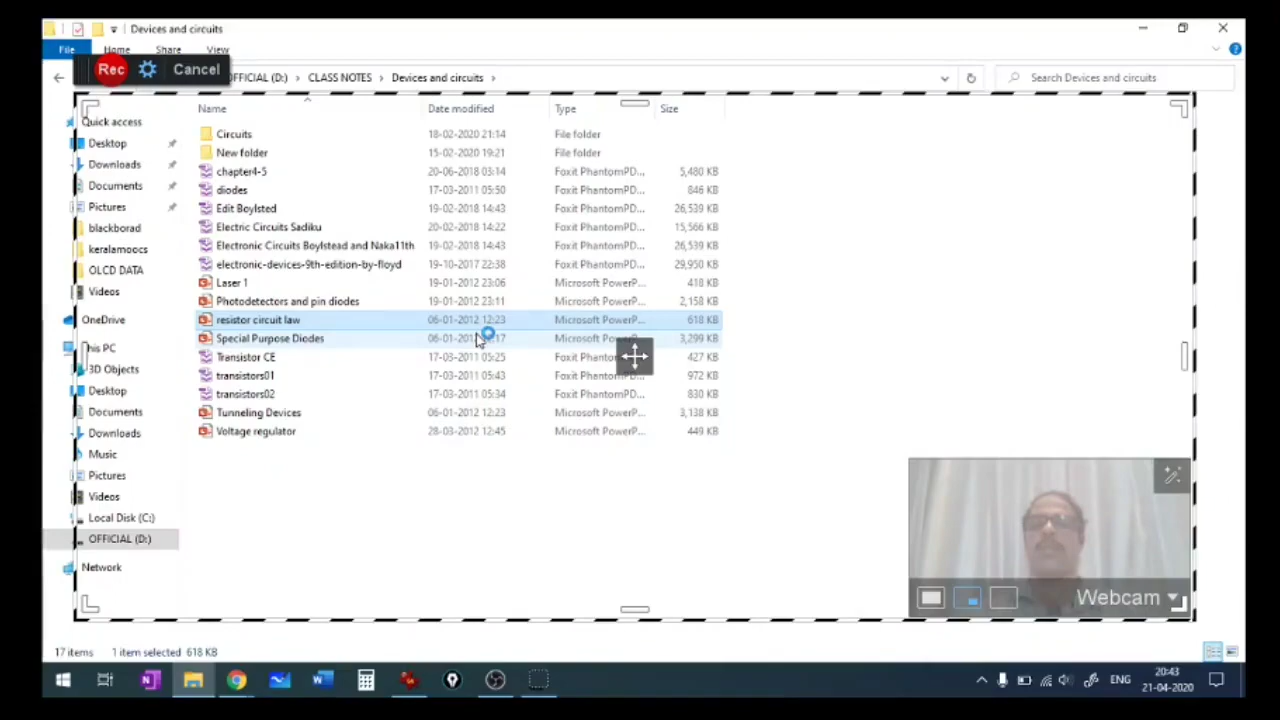 Devices and circuits
File Home Share View
Rec Cancel
OFFICIAL (D:) > CLASS NOTES > Devices and circuits >
Search Devices and circuits
Name Date modified Type Size
Quick access
Desktop
Downloads
Documents
Pictures
blackborad
keralamoocs
OLCD DATA
Videos
OneDrive
his PC
3D Objects
Desktop
Documents
Downloads
Music
Pictures
Videos
Local Disk (C:)
OFFICIAL (D:)
Network
Circuits 18-02-2020 21:14 File folder
New folder 15-02-2020 19:21 File folder
chapter4-5 20-06-2018 03:14 Foxit PhantomPD... 5,480 KB
diodes 17-03-2011 05:50 Foxit PhantomPD... 846 KB
Edit Boylsted 19-02-2018 14:43 Foxit PhantomPD... 26,539 KB
Electric Circuits Sadiku 20-02-2018 14:22 Foxit PhantomPD... 15,566 KB
Electronic Circuits Boylstead and Naka11th 19-02-2018 14:43 Foxit PhantomPD... 26,539 KB
electronic-devices-9th-edition-by-floyd 19-10-2017 22:38 Foxit PhantomPD... 29,950 KB
Laser 1 19-01-2012 23:06 Microsoft PowerP... 418 KB
Photodetectors and pin diodes 19-01-2012 23:11 Microsoft PowerP... 2,158 KB
resistor circuit law 06-01-2012 12:23 Microsoft PowerP... 618 KB
Special Purpose Diodes 06-01-2012 Microsoft PowerP... 3,299 KB
Transistor CE 17-03-2011 05:25 Foxit Phantom 427 KB
transistors01 17-03-2011 05:43 Foxit PhantomPD... 972 KB
transistors02 17-03-2011 05:34 Foxit PhantomPD... 830 KB
Tunneling Devices 06-01-2012 12:23 Microsoft PowerP... 3,138 KB
Voltage regulator 28-03-2012 12:45 Microsoft PowerP... 449 KB
Webcam
17 items 1 item selected 618 KB
ENG
20:43
21-04-2020